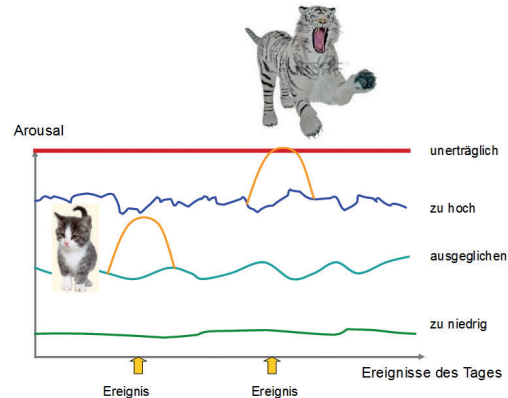 Arousal
unerträglich
zu hoch
ausgeglichen
zu niedrig
Ereignisse des Tages
Ereignis
Ereignis